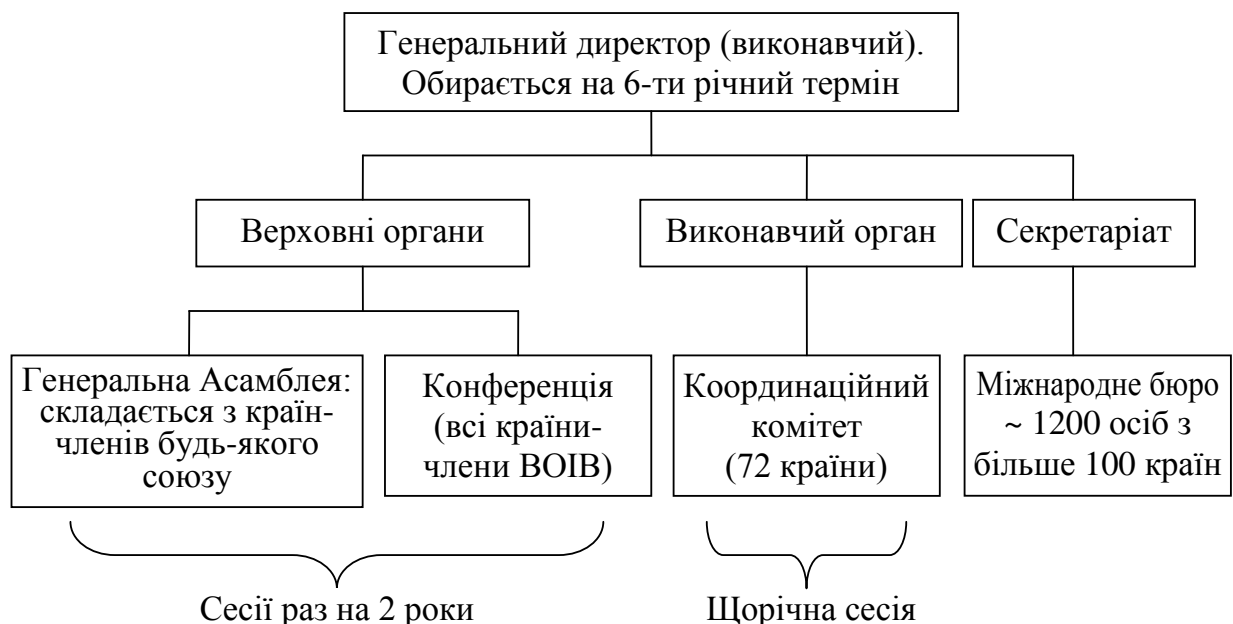 Генеральний директор (виконавчий).
Обирається на 6-ти річний термін
Верховні органи
Виконавчий орган
Секретаріат
Генеральна Асамблея:
складається з країн-
членів будь-якого
союзу
Конференція
(всі країни-
члени ВОІВ)
Координаційний
комітет
(72 країни)
Міжнародне бюро
~ 1200 осіб з
більше 100 країн
Сесії раз на 2 роки
Щорічна сесія